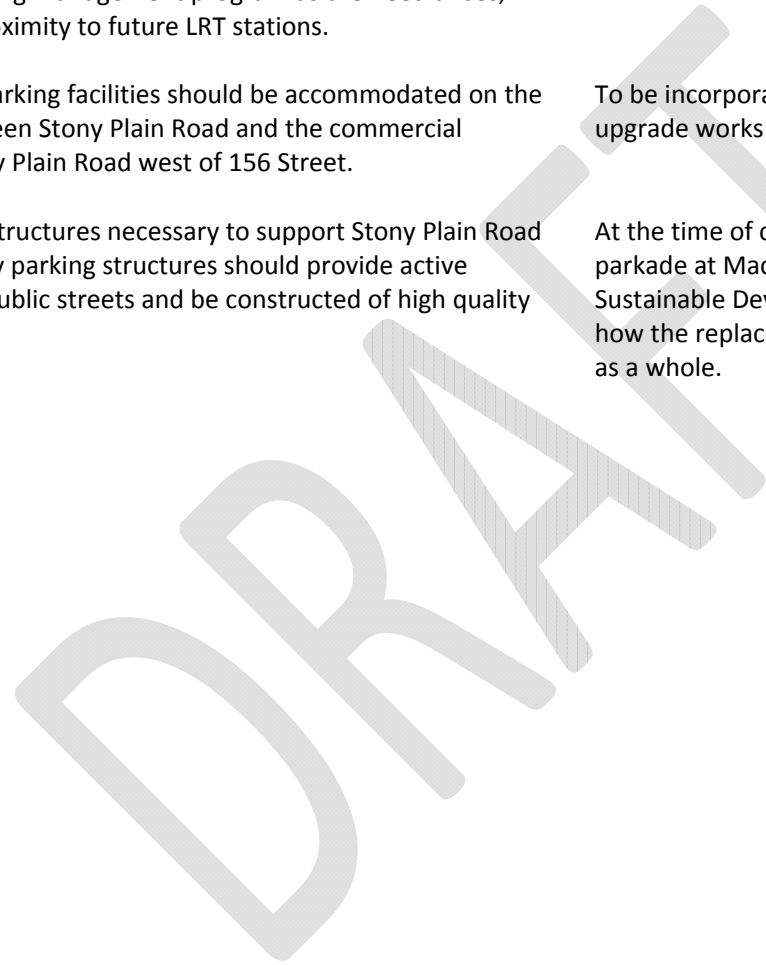 oximity to future LRT stations.
arking facilities should be accommodated on the
een Stony Plain Road and the commercial
y Plain Road west of 156 Street.
To be incorpora
upgrade works
tructures necessary to support Stony Plain Road
y parking structures should provide active
ublic streets and be constructed of high quality
At the time of
parkade at Mac
Sustainable Dev
how the replac
as a whole.
DRAFT